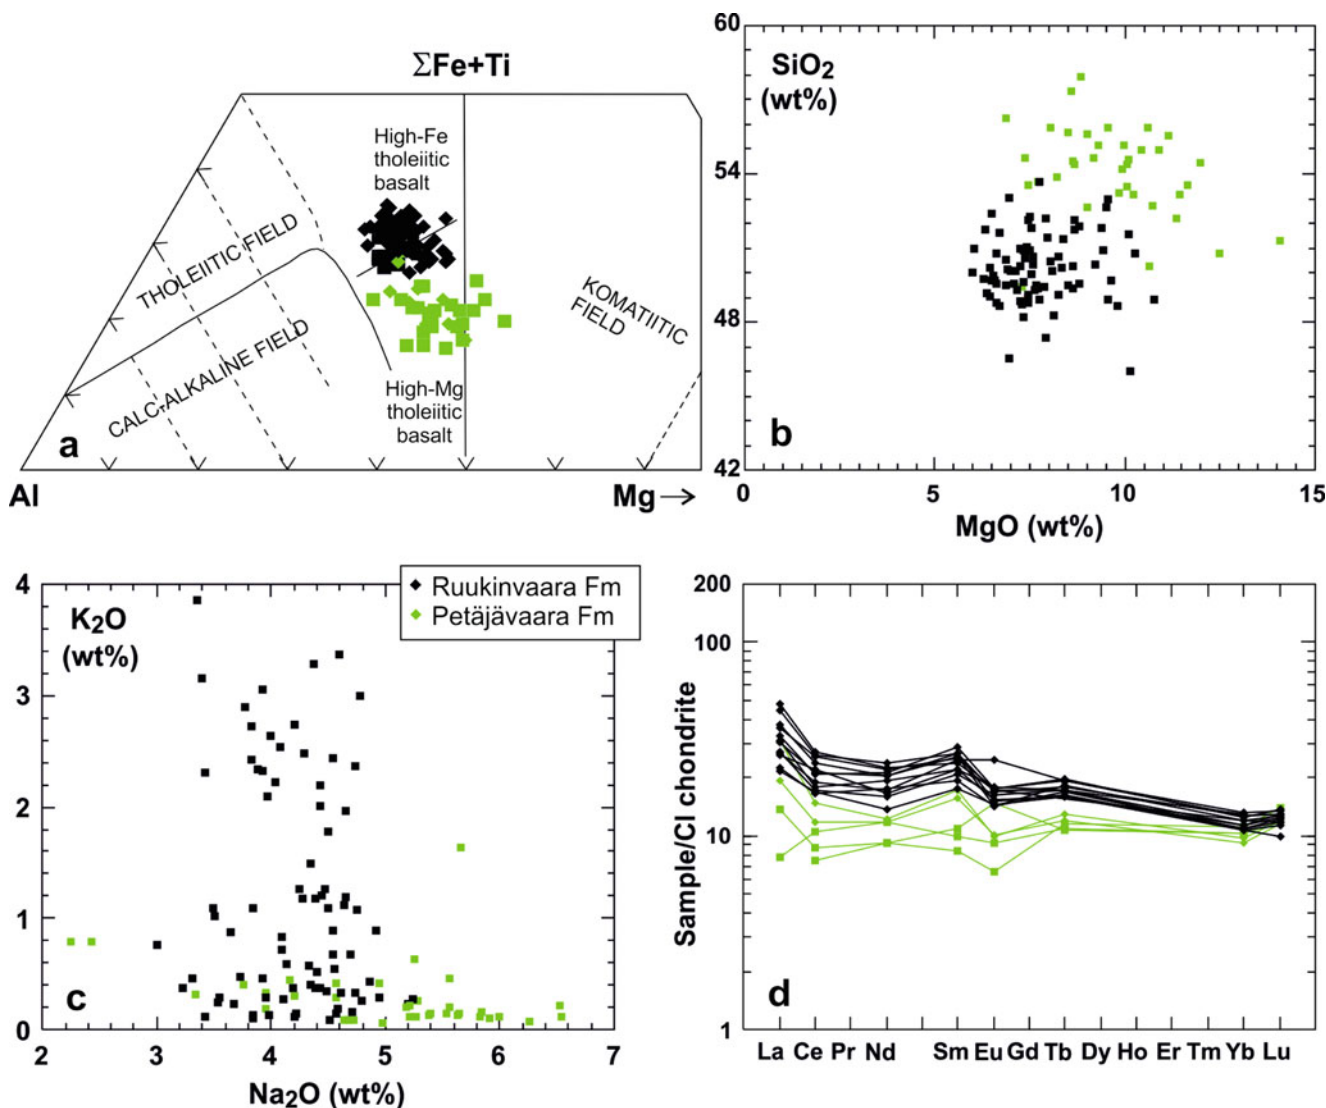 ΣFe+Ti
High-Fe
tholeiitic
basalt
THOLEIITIC FIELD
CALC-ALKALINE FIELD
KOMATIITIC
FIELD
High-Mg
tholeiitic
basalt
a
Al
Mg→
60
54
48
42
SiO₂
(wt%)
b
0
5
10
15
MgO (wt%)
4
3
2
1
0
K₂O
(wt%)
Ruukinvaara Fm
Petäjävaara Fm
c
2
3
4
5
6
7
Na₂O (wt%)
200
100
10
1
Sample/CI chondrite
d
La Ce Pr Nd Sm Eu Gd Tb Dy Ho Er Tm Yb Lu